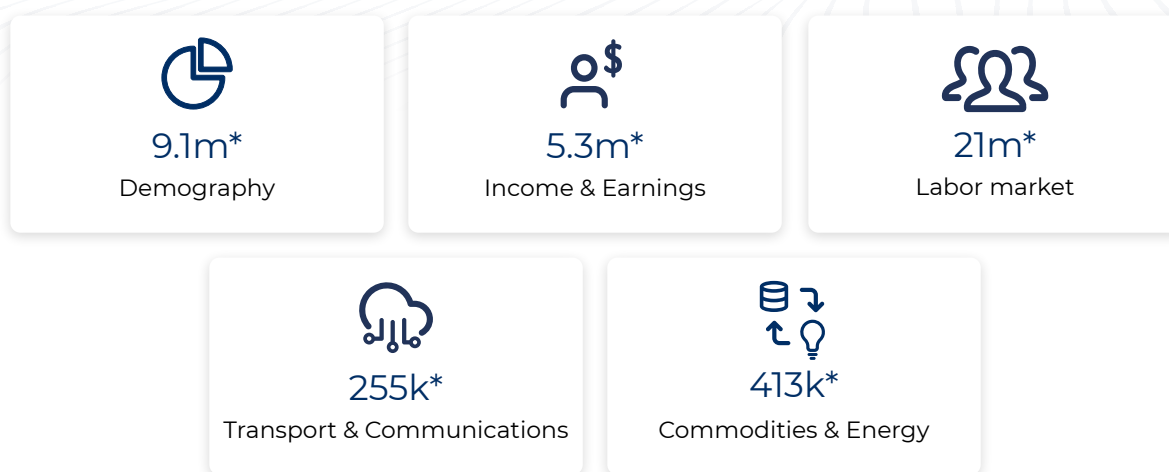 $
9.1m*
Demography
5.3m*
Income & Earnings
21m*
Labor market
255k*
Transport & Communications
413k*
Commodities & Energy